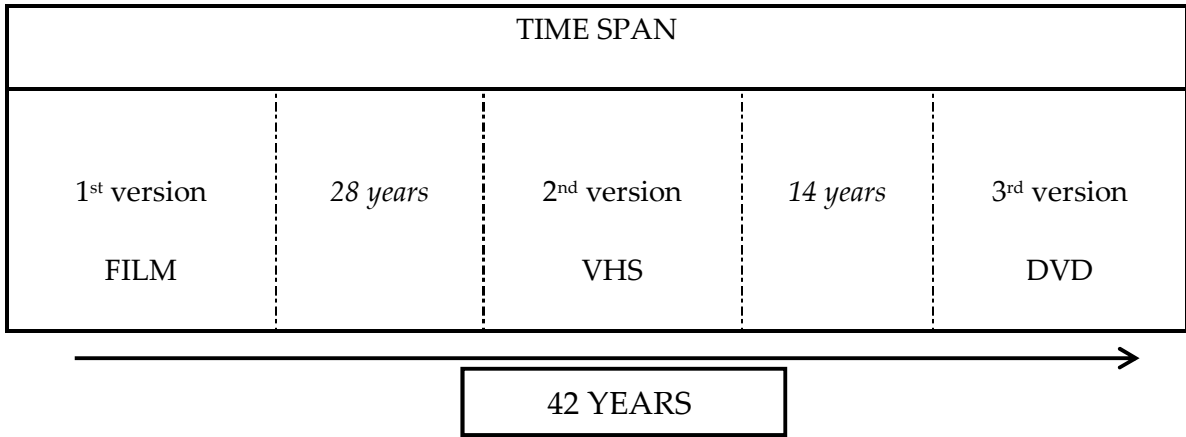 TIME SPAN
1st version 28 years 2nd version 14 years 3rd version
FILM VHS DVD
42 YEARS